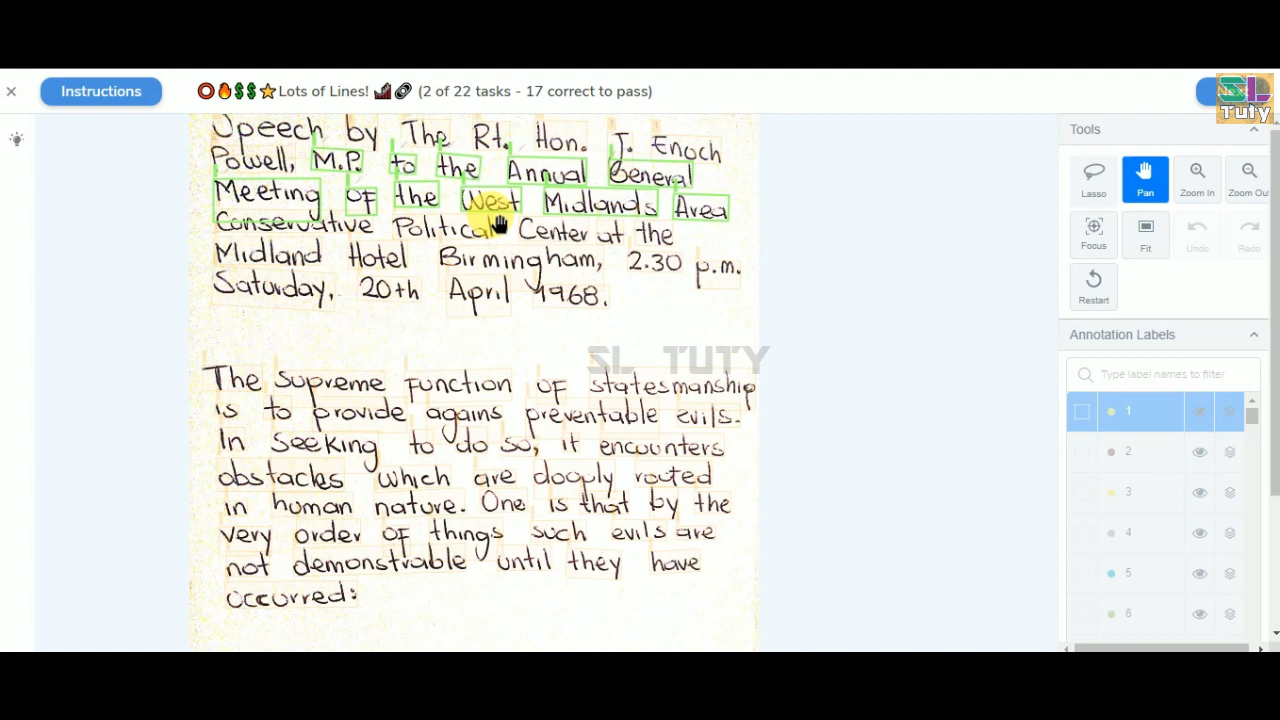 Instructions
Lots of Lines! (2 of 22 tasks - 17 correct to pass)
Next
SL
Tuty
Speech by The Rt. Hon. J. Enoch
Powell, M.P. to the Annual General
Meeting of the West Midlands Area
Conservative Political Center at the
Midland Hotel Birmingham, 2.30 p.m.
Saturday, 20th April 1968.
SL TUTY
The supreme function of statesmanship
is to provide agains preventable evils.
In seeking to do so, it encounters
obstacles which are dooply routed
in human nature. One is that by the
very order of things such evils are
not demonstrable until they have
occurred:
Tools
Lasso
Pan
Zoom In
Zoom Out
Focus
Fit
Undo
Redo
Restart
Annotation Labels
Type label names to filter
1
2
3
4
5
6